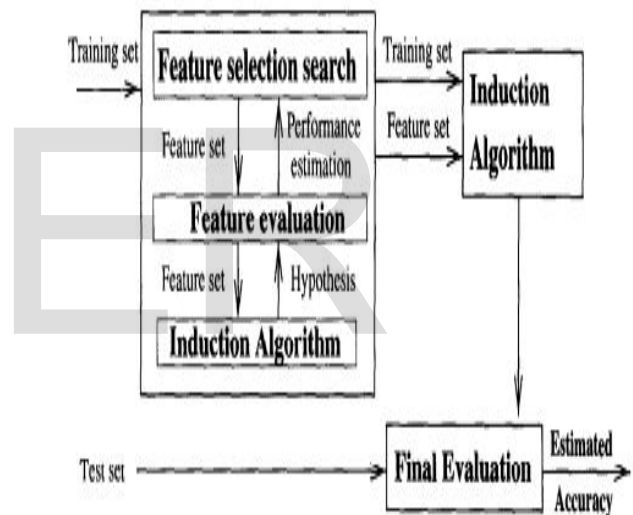 Training set
Feature selection search
Training set
Feature set
Performance
estimation
Feature set
Induction
Algorithm
Feature evaluation
Feature set
Hypothesis
Induction Algorithm
Test set
Final Evaluation
Estimated
Accuracy
ER